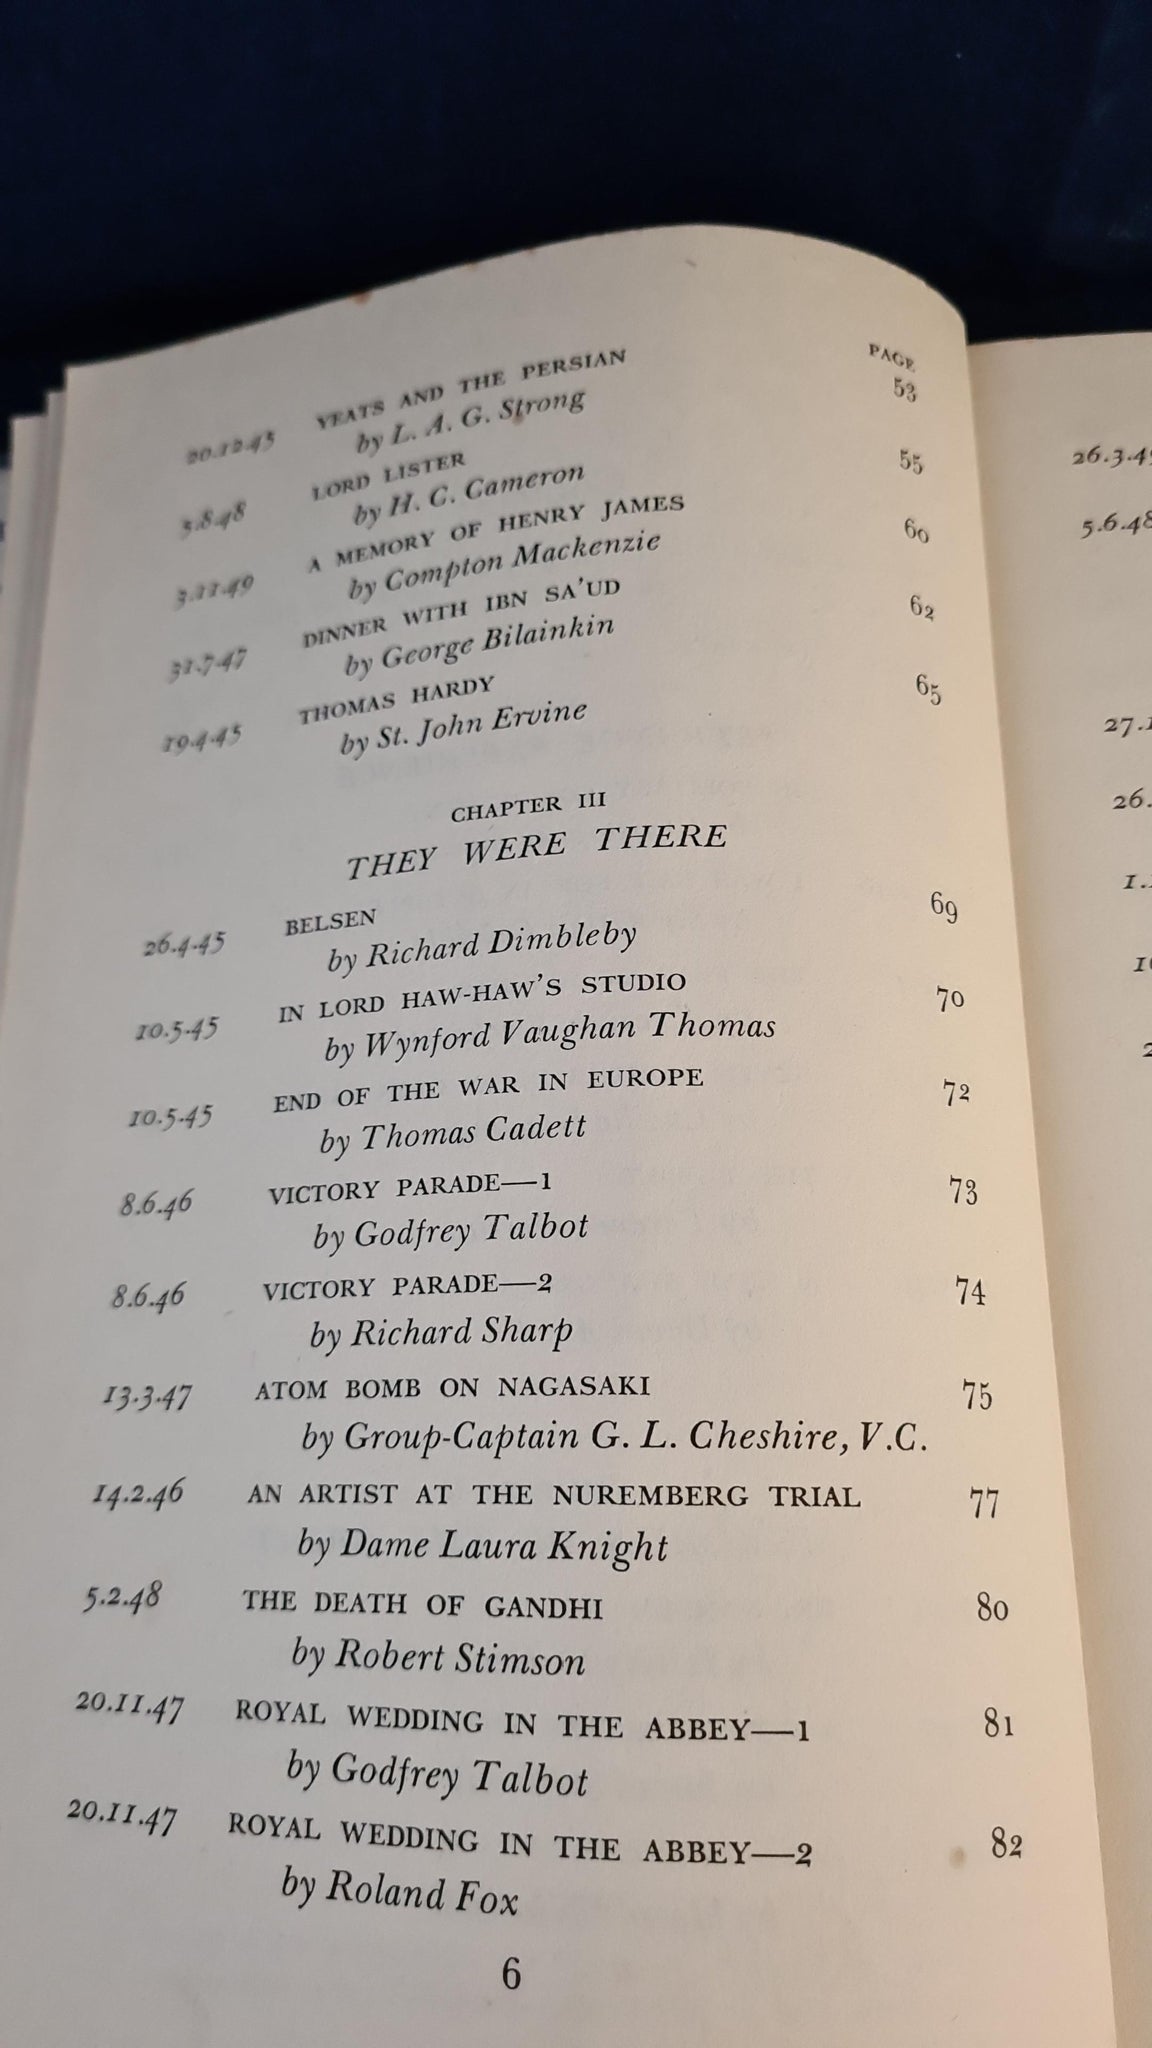 PAGE
20.12.45 YEATS AND THE PERSIAN 53
by L. A. G. Strong
5.8.48 LORD LISTER 55
by H. C. Cameron
3.11.49 A MEMORY OF HENRY JAMES 60
by Compton Mackenzie
31.7.47 DINNER WITH IBN SA'UD 62
by George Bilainkin
19.4.45 THOMAS HARDY 65
by St. John Ervine
CHAPTER III
THEY WERE THERE
26.4.45 BELSEN 69
by Richard Dimbleby
10.5.45 IN LORD HAW-HAW'S STUDIO 70
by Wynford Vaughan Thomas
10.5.45 END OF THE WAR IN EUROPE 72
by Thomas Cadett
8.6.46 VICTORY PARADE—1 73
by Godfrey Talbot
8.6.46 VICTORY PARADE—2 74
by Richard Sharp
13.3.47 ATOM BOMB ON NAGASAKI 75
by Group-Captain G. L. Cheshire, V.C.
14.2.46 AN ARTIST AT THE NUREMBERG TRIAL 77
by Dame Laura Knight
5.2.48 THE DEATH OF GANDHI 80
by Robert Stimson
20.11.47 ROYAL WEDDING IN THE ABBEY—1 81
by Godfrey Talbot
20.11.47 ROYAL WEDDING IN THE ABBEY—2 82
by Roland Fox
6
26.3.49
5.6.48
27.1
26.
1.